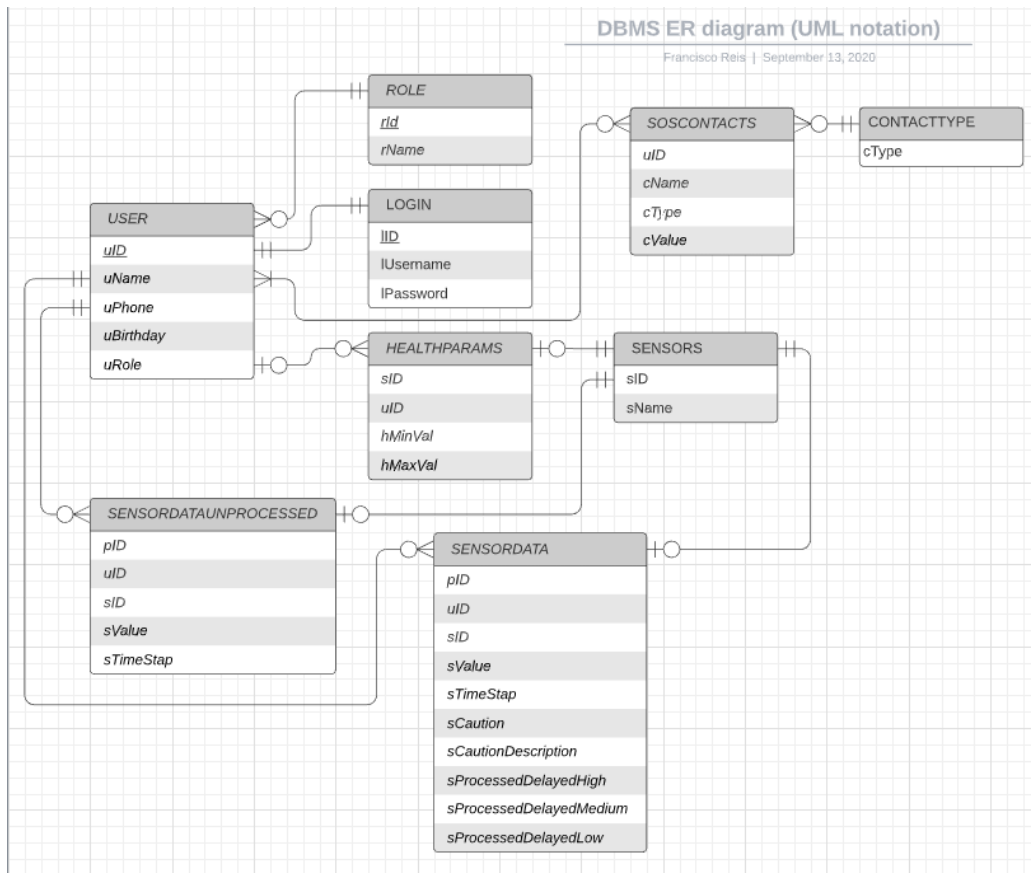 DBMS ER diagram (UML notation)
Francisco Reis | September 13, 2020
ROLE
rId
rName
SOSCONTACTS
uID
cName
cType
cValue
CONTACTTYPE
cType
LOGIN
lID
lUsername
lPassword
USER
uID
uName
uPhone
uBirthday
uRole
HEALTHPARAMS
sID
uID
hMinVal
hMaxVal
SENSORS
sID
sName
SENSORDATAUNPROCESSED
pID
uID
sID
sValue
sTimeStap
SENSORDATA
pID
uID
sID
sValue
sTimeStap
sCaution
sCautionDescription
sProcessedDelayedHigh
sProcessedDelayedMedium
sProcessedDelayedLow